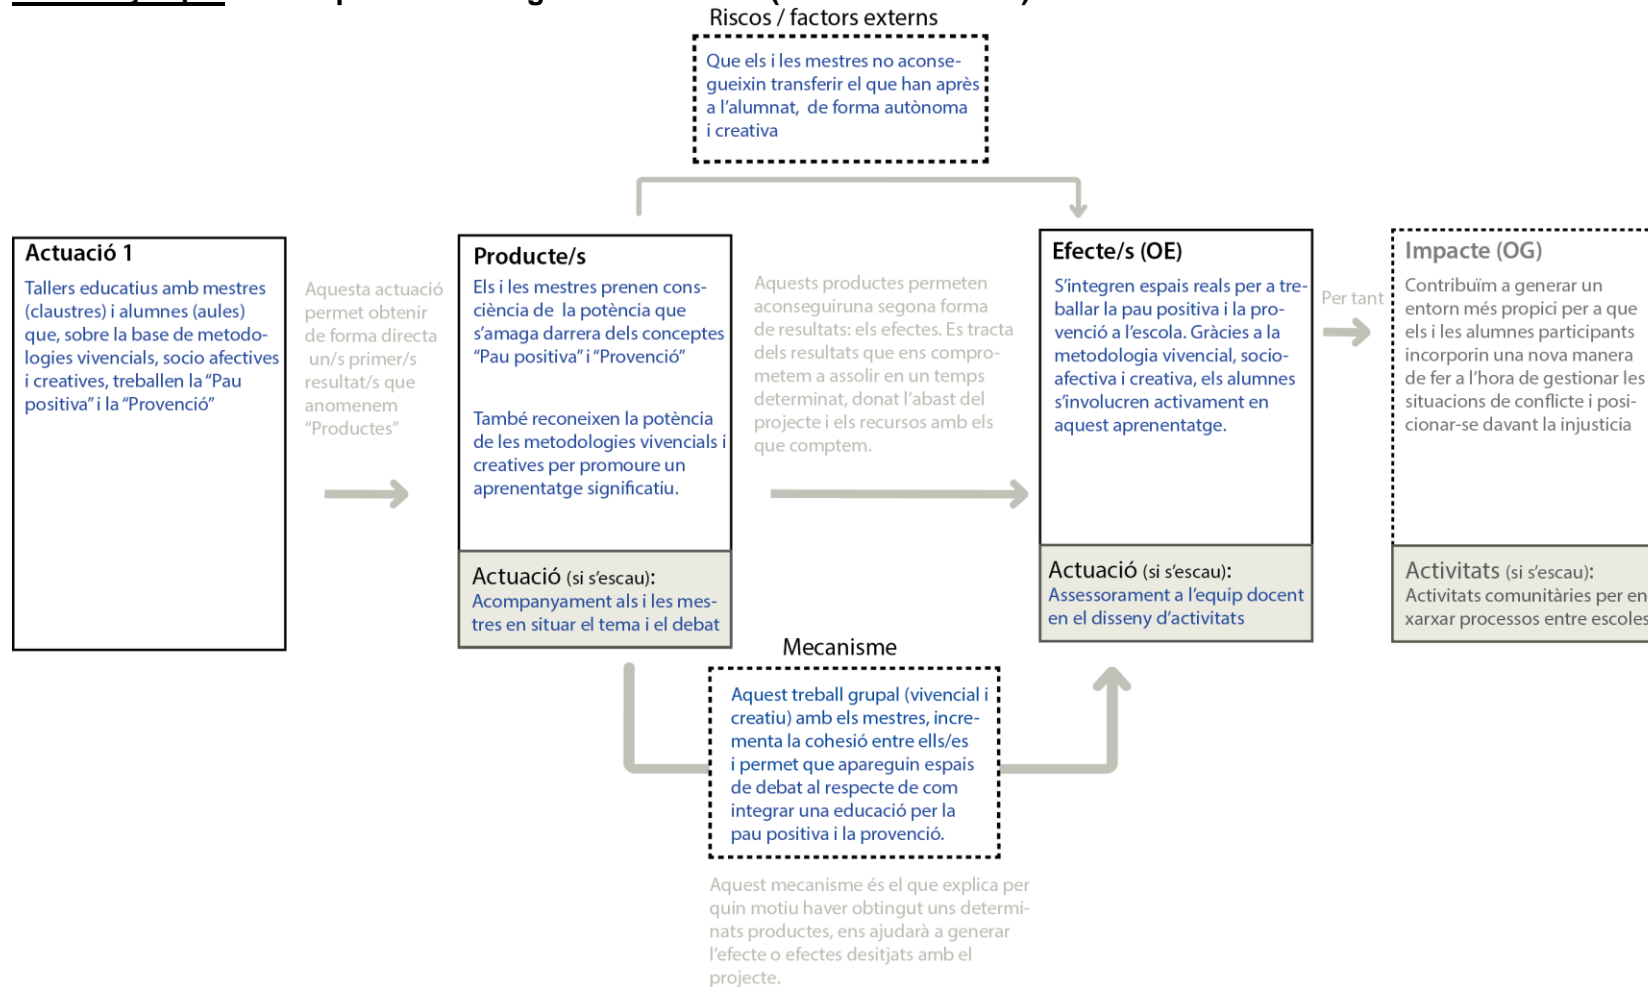 Riscos / factors externs
Que els i les mestres no aconse-
gueixin transferir el que han après
a l'alumnat, de forma autònoma
i creativa
Actuació 1
Tallers educatius amb mestres
(claustres) i alumnes (aules)
que, sobre la base de metodo-
logies vivencials, socio afectives
i creatives, treballen la “Pau
positiva” i la “Provenció”
Aquesta actuació
permet obtenir
de forma directa
un/s primer/s
resultat/s que
anomenem
“Productes”
Producte/s
Els i les mestres prenen cons-
ciència de la potència que
s'amaga darrera dels conceptes
“Pau positiva” i “Provenció”
També reconeixen la potència
de les metodologies vivencials i
creatives per promoure un
aprenentatge significatiu.
Actuació (si s'escau):
Acompanyament als i les mes-
tres en situar el tema i el debat
Aquests productes permeten
aconseguiruna segona forma
de resultats: els efectes. Es tracta
dels resultats que ens compro-
metem a assolir en un temps
determinat, donat l'abast del
projecte i els recursos amb els
que comptem.
Efecte/s (OE)
S'integren espais reals per a tre-
ballar la pau positiva i la pro-
venció a l'escola. Gràcies a la
metodologia vivencial, socio-
afectiva i creativa, els alumnes
s'involucren activament en
aquest aprenentatge.
Actuació (si s'escau):
Assessorament a l'equip docent
en el disseny d'activitats
Per tant
Impacte (OG)
Contribuïm a generar un
entorn més propici per a que
els i les alumnes participants
incorporin una nova manera
de fer a l'hora de gestionar les
situacions de conflicte i posi-
cionar-se davant la injusticia
Activitats (si s'escau):
Activitats comunitàries per en
xarxar processos entre escoles
Mecanisme
Aquest treball grupal (vivencial i
creatiu) amb els mestres, incre-
menta la cohesió entre ells/es
i permet que apareguin espais
de debat al respecte de com
integrar una educació per la
pau positiva i la provenció.
Aquest mecanisme és el que explica per
quin motiu haver obtingut uns determi-
nats productes, ens ajudarà a generar
l'efecte o efectes desitjats amb el
projecte.